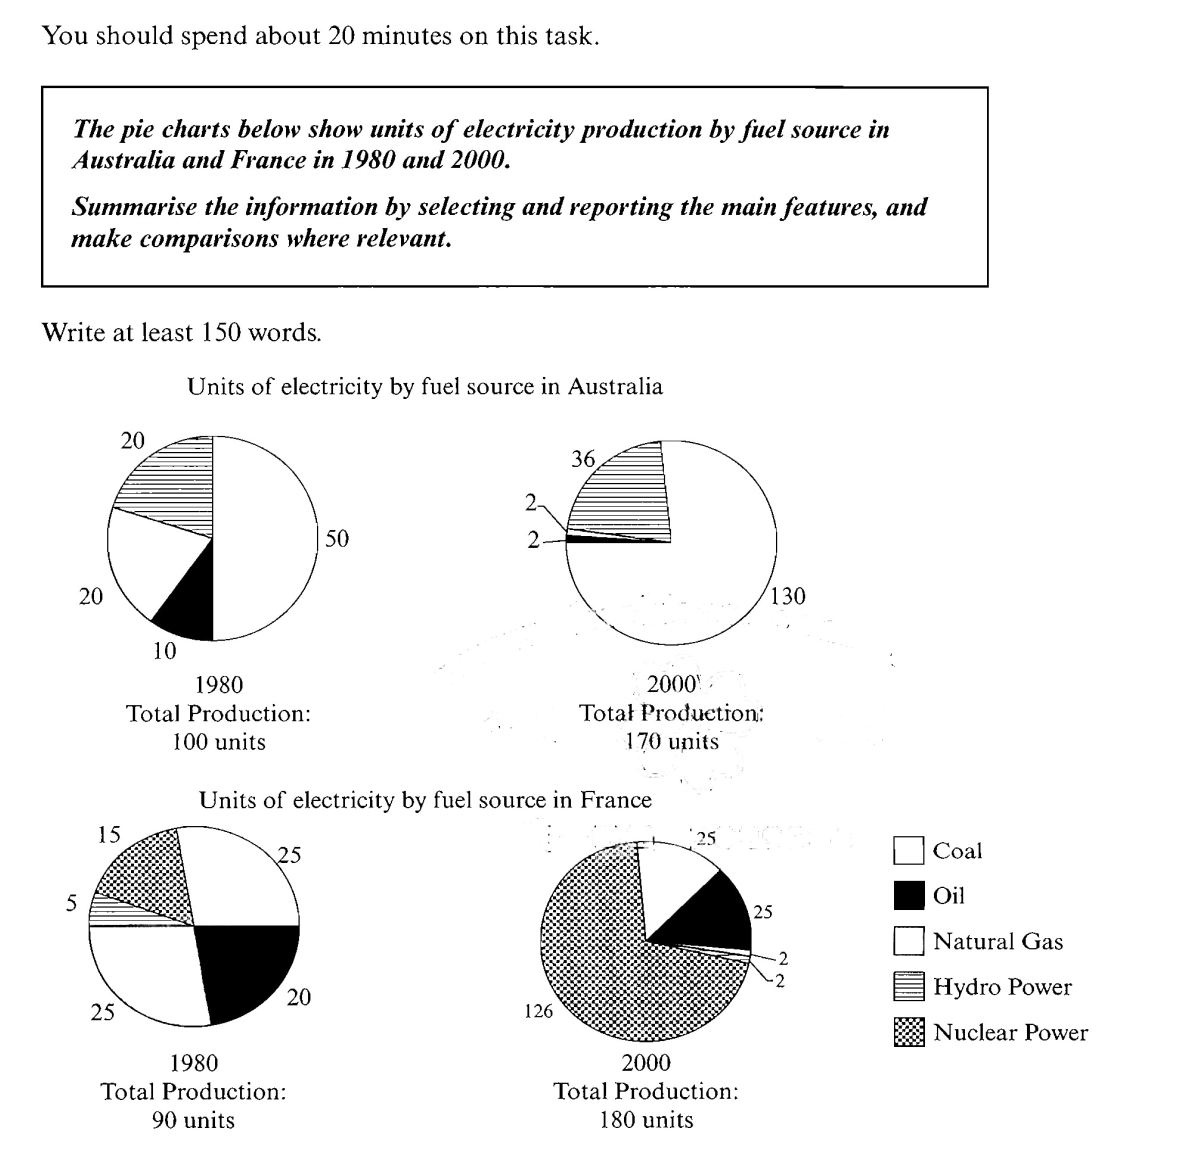 You should spend about 20 minutes on this task.
The pie charts below show units of electricity production by fuel source in
Australia and France in 1980 and 2000.
Summarise the information by selecting and reporting the main features, and
make comparisons where relevant.
Write at least 150 words.
Units of electricity by fuel source in Australia
20
50
20
10
1980
Total Production:
100 units
36
2
2
130
2000
Total Production:
170 units
Units of electricity by fuel source in France
15
25
5
25
20
1980
Total Production:
90 units
25
25
2
2
126
2000
Total Production:
180 units
Coal
Oil
Natural Gas
Hydro Power
Nuclear Power